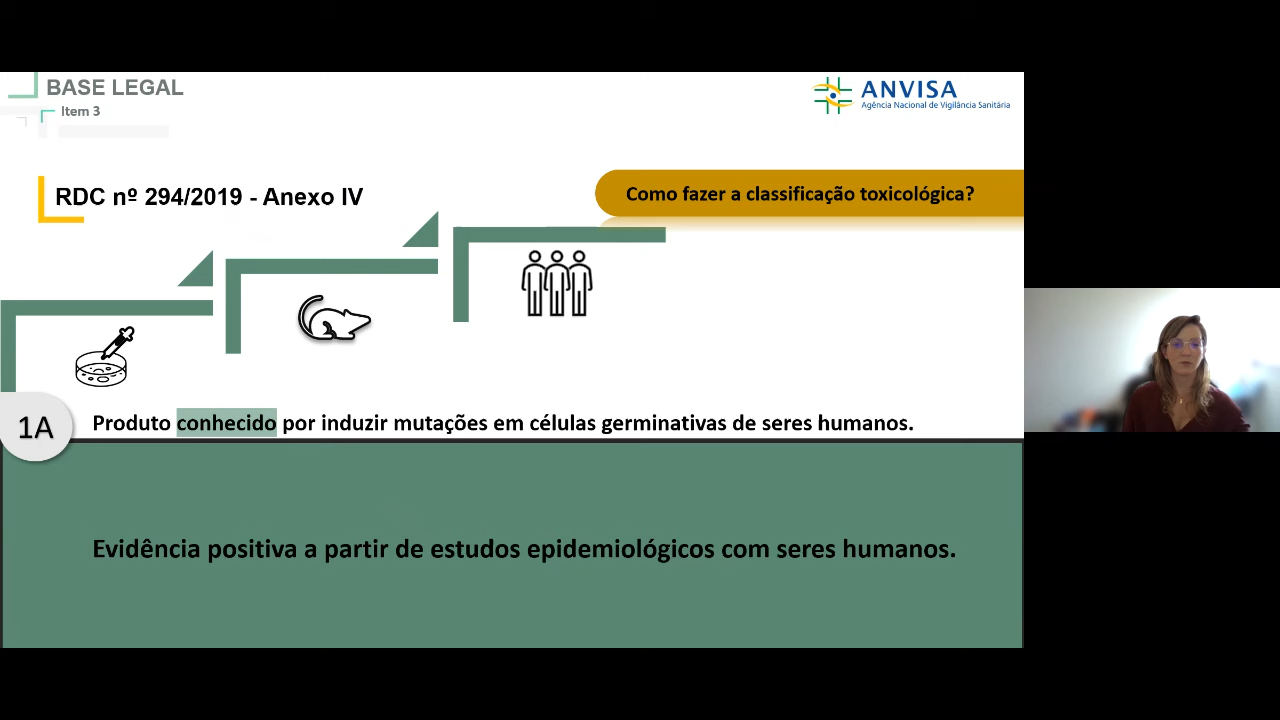 BASE LEGAL
Item 3
ANVISA
Agência Nacional de Vigilância Sanitária
RDC nº 294/2019 - Anexo IV
Como fazer a classificação toxicológica?
1A
Produto conhecido por induzir mutações em células germinativas de seres humanos.
Evidência positiva a partir de estudos epidemiológicos com seres humanos.